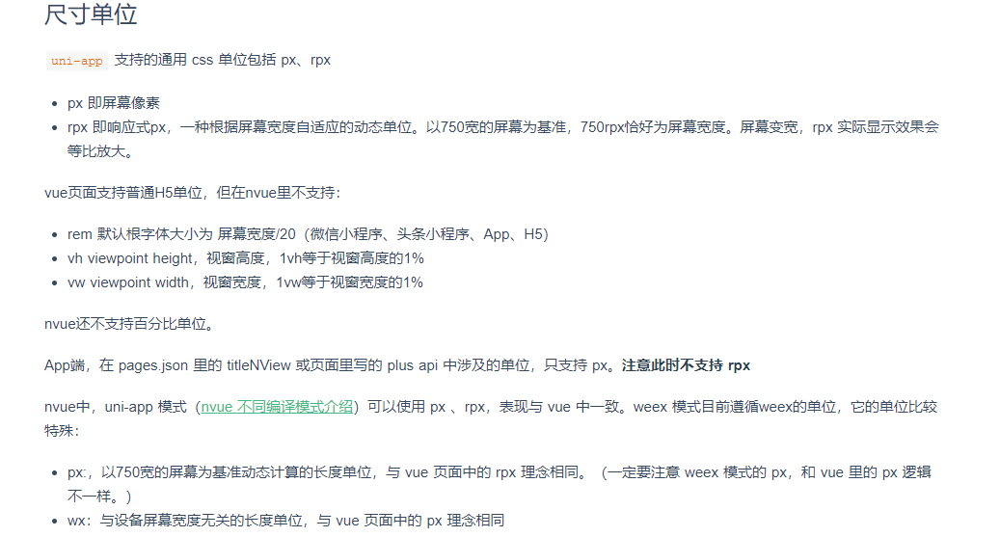 尺寸单位
uni-app 支持的通用 css 单位包括 px、rpx
• px 即屏幕像素
• rpx 即响应式px，一种根据屏幕宽度自适应的动态单位。以750宽的屏幕为基准，750rpx恰好为屏幕宽度。屏幕变宽，rpx 实际显示效果会
等比放大。
vue页面支持普通H5单位，但在nvue里不支持：
• rem 默认根字体大小为 屏幕宽度/20（微信小程序、头条小程序、App、H5）
• vh viewpoint height，视窗高度，1vh等于视窗高度的1%
• vw viewpoint width，视窗宽度，1vw等于视窗宽度的1%
nvue还不支持百分比单位。
App端，在 pages.json 里的 titleNView 或页面里写的 plus api 中涉及的单位，只支持 px。注意此时不支持 rpx
nvue中，uni-app 模式（nvue 不同编译模式介绍）可以使用 px 、rpx，表现与 vue 中一致。weex 模式目前遵循weex的单位，它的单位比较
特殊：
• px:，以750宽的屏幕为基准动态计算的长度单位，与 vue 页面中的 rpx 理念相同。（一定要注意 weex 模式的 px，和 vue 里的 px 逻辑
不一样。）
• wx：与设备屏幕宽度无关的长度单位，与 vue 页面中的 px 理念相同